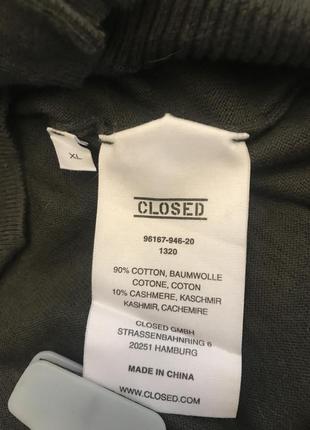 XL
CLOSED
96167-946-20
1320
90% COTTON, BAUMWOLLE
COTONE, COTON
10% CASHMERE, KASCHMIR
KASHMIR, CACHEMIRE
CLOSED GMBH
STRASSENBAHNRING 6
20251 HAMBURG
MADE IN CHINA
WWW.CLOSED.COM